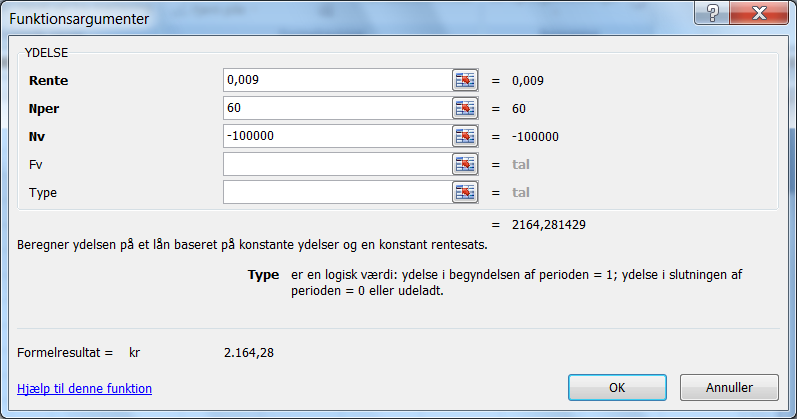 Funktionsargumenter
YDELSE
Rente 0,009 = 0,009
Nper 60 = 60
Nv -100000 = -100000
Fv = tal
Type = tal
= 2164,281429
Beregner ydelsen på et lån baseret på konstante ydelser og en konstant rentesats.
Type er en logisk værdi: ydelse i begyndelsen af perioden = 1; ydelse i slutningen af
perioden = 0 eller udeladt.
Formelresultat = kr 2.164,28
Hjælp til denne funktion
OK
Annuller